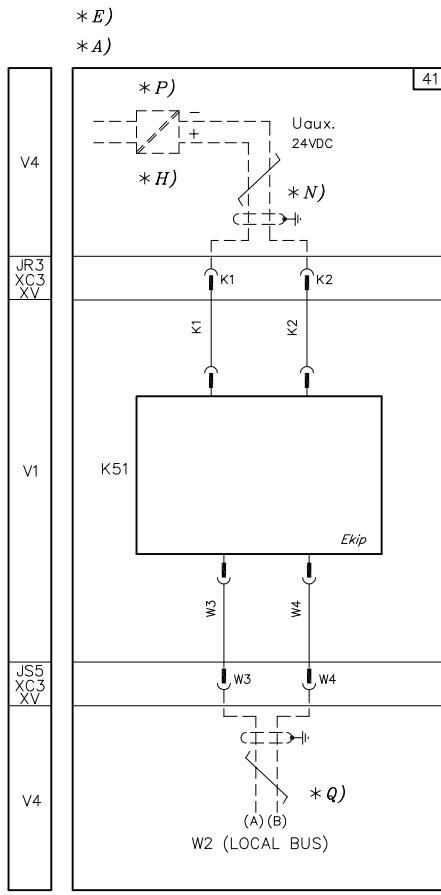 * E)
* A)
41
* P)
−
+
Uaux.
24VDC
V4
* H)
* N)
JR3
XC3
XV
K1
K2
K1
K2
V1
K51
Ekip
W3
W4
JS5
XC3
XV
W3
W4
V4
* Q)
(A) (B)
W2 (LOCAL BUS)